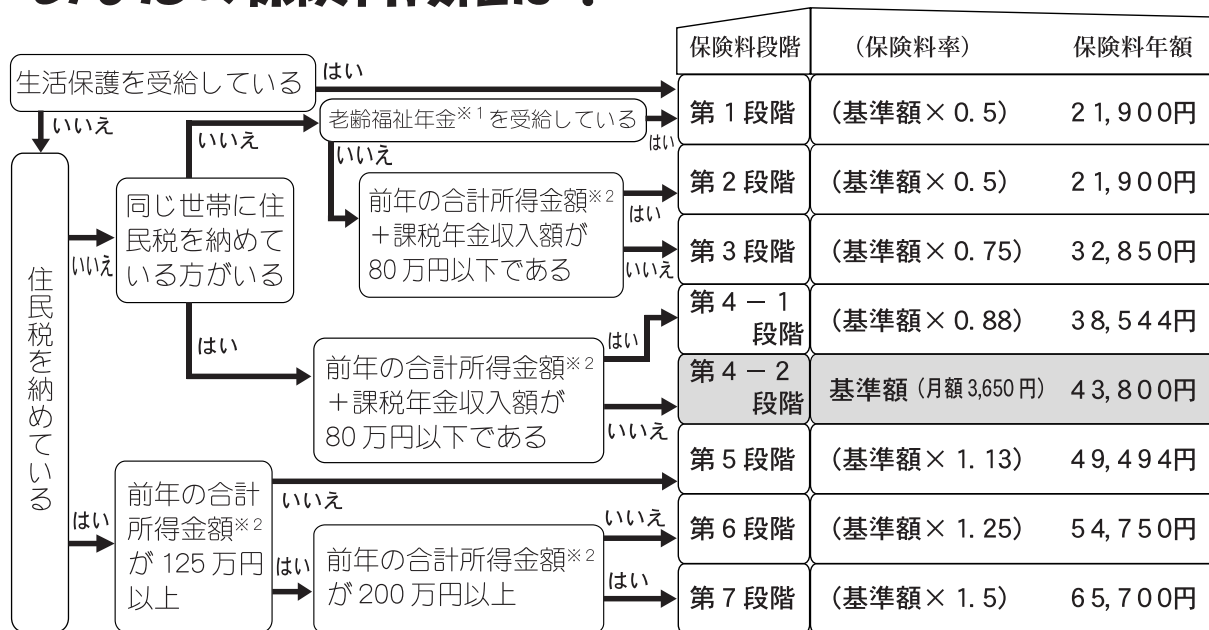 保険料段階 (保険料率) 保険料年額
生活保護を受給している
はい
いいえ
老齢福祉年金※1を受給している
はい
いいえ
いいえ
同じ世帯に住
民税を納めて
いる方がいる
いいえ
はい
前年の合計所得金額※2
+課税年金収入額が
80万円以下である
はい
いいえ
住民税を納めている
前年の合計所得金額※2
+課税年金収入額が
80万円以下である
はい
いいえ
はい
前年の合計
所得金額※2
が125万円
以上
いいえ
はい
前年の合計所得金額※2
が200万円以上
いいえ
はい
第1段階 (基準額×0.5) 21,900円
第2段階 (基準額×0.5) 21,900円
第3段階 (基準額×0.75) 32,850円
第4－1
段階 (基準額×0.88) 38,544円
第4－2
段階 基準額(月額3,650円) 43,800円
第5段階 (基準額×1.13) 49,494円
第6段階 (基準額×1.25) 54,750円
第7段階 (基準額×1.5) 65,700円